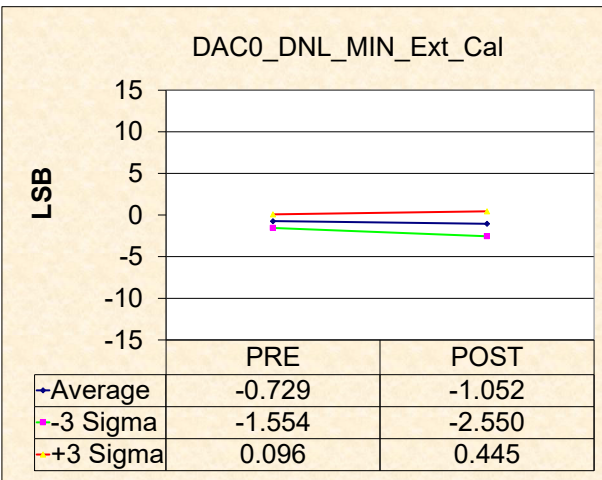 DAC0_DNL_MIN_Ext_Cal
LSB
15
10
5
0
-5
-10
-15
PRE POST
Average -0.729 -1.052
-3 Sigma -1.554 -2.550
+3 Sigma 0.096 0.445